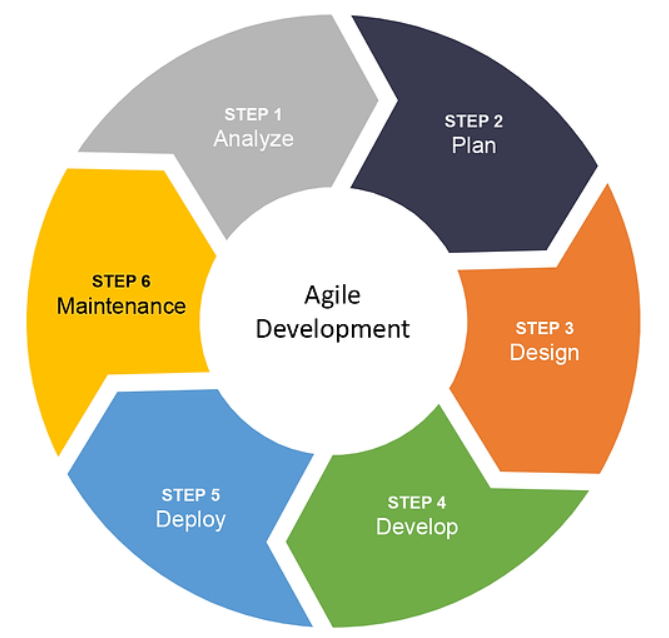 STEP 1
Analyze
STEP 2
Plan
STEP 3
Design
STEP 4
Develop
STEP 5
Deploy
STEP 6
Maintenance
Agile
Development